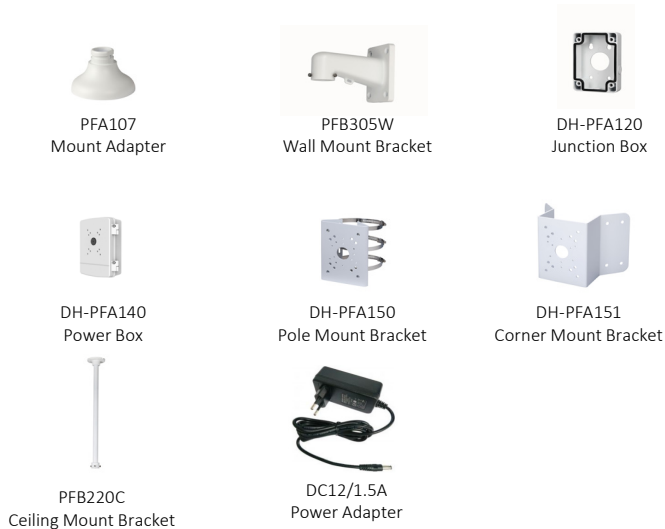 PFA107
Mount Adapter
PFB305W
Wall Mount Bracket
DH-PFA120
Junction Box
DH-PFA140
Power Box
DH-PFA150
Pole Mount Bracket
DH-PFA151
Corner Mount Bracket
PFB220C
Ceiling Mount Bracket
DC12/1.5A
Power Adapter